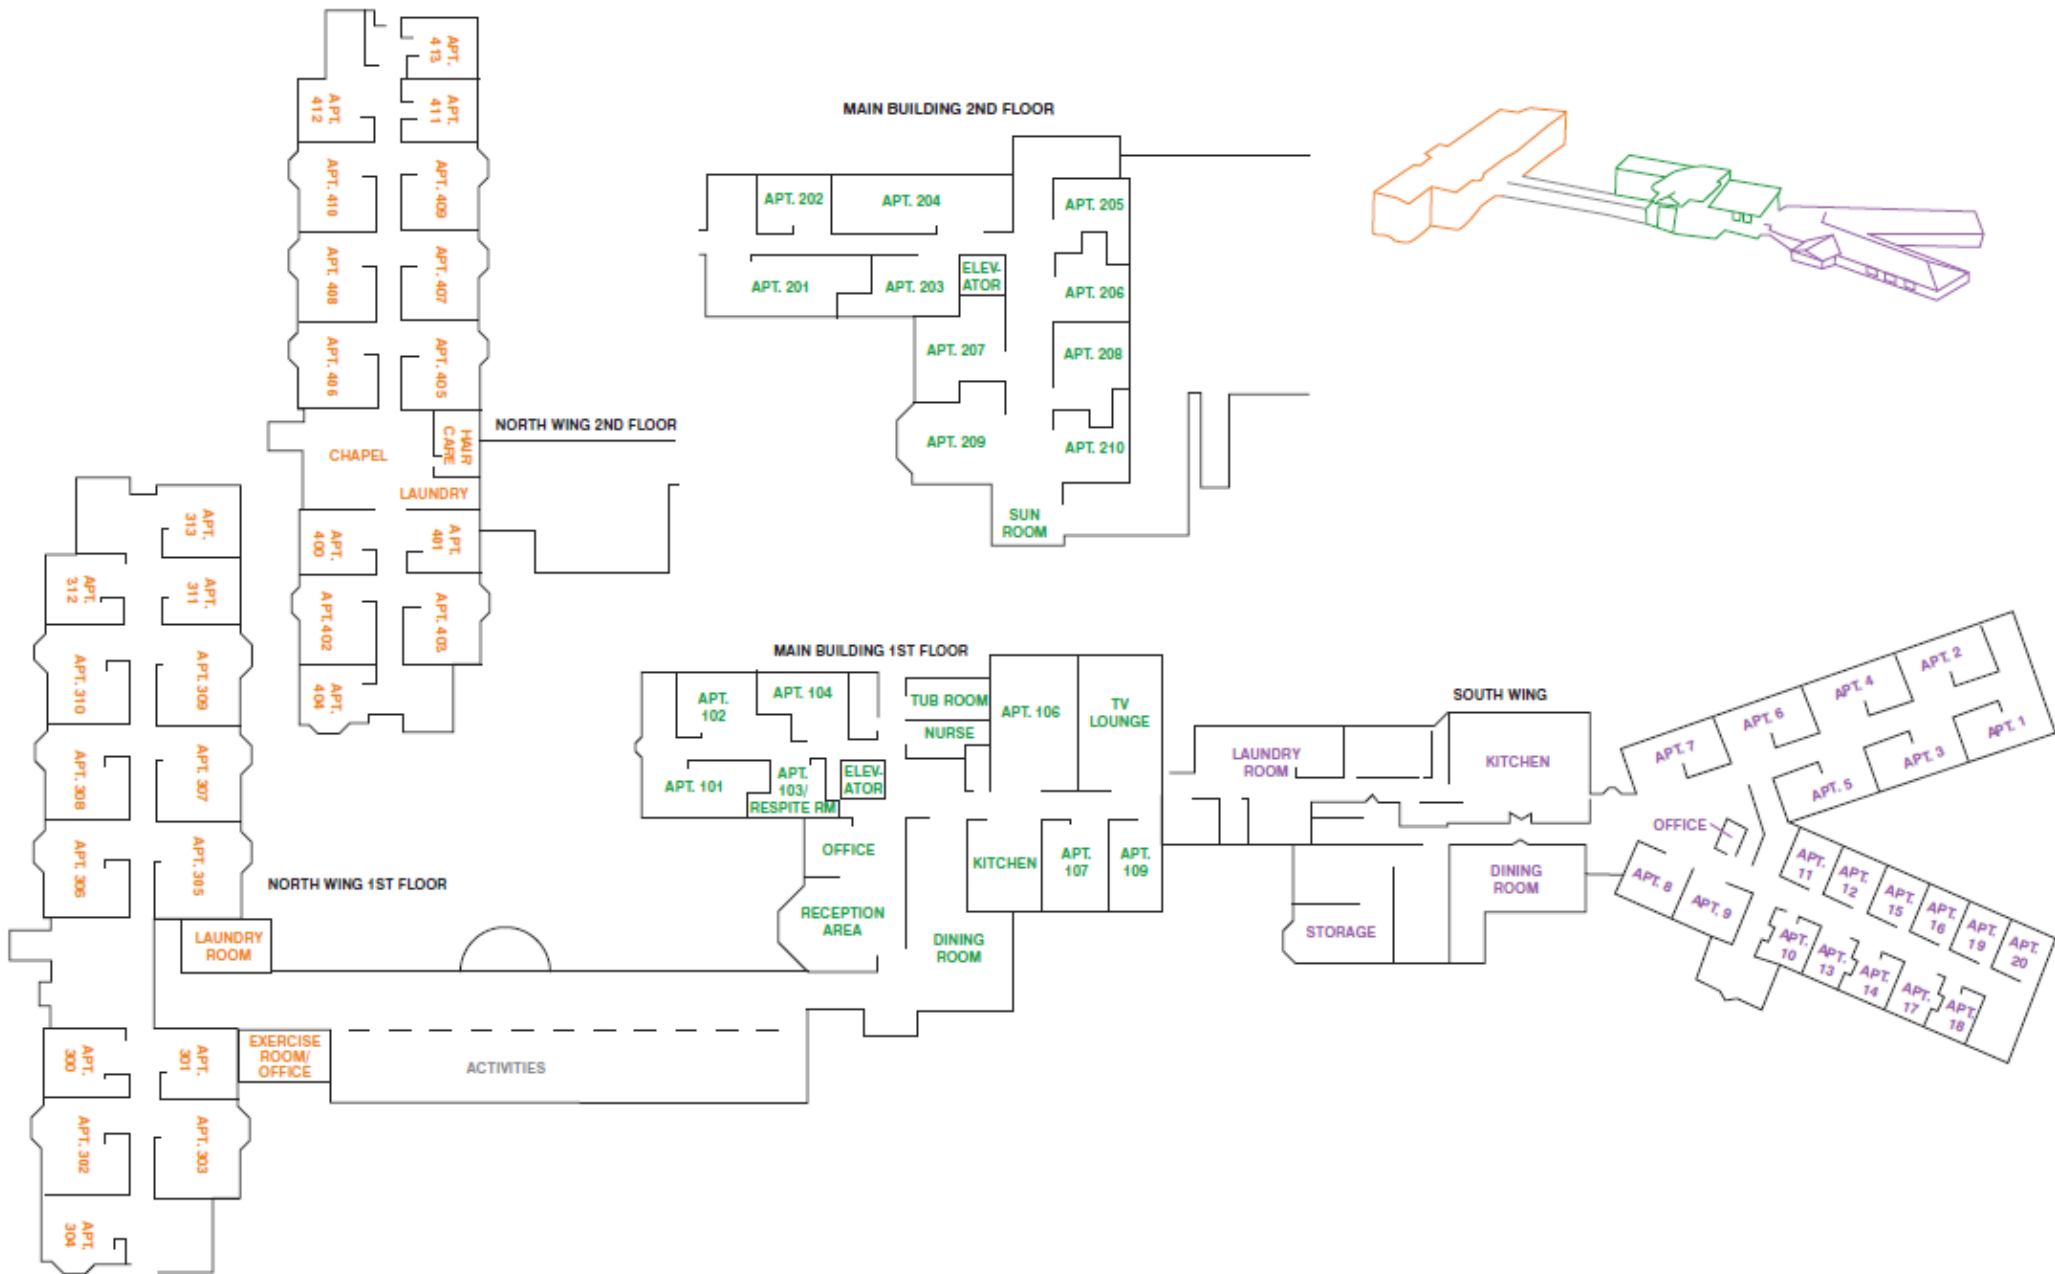 APT.
413
APT.
412
APT.
411
APT. 410
APT. 409
APT. 408
APT. 407
APT. 406
APT. 405
NORTH WING 2ND FLOOR
HAIR
CARE
CHAPEL
LAUNDRY
APT.
400
APT.
401
APT. 402
APT. 403
APT.
404
MAIN BUILDING 2ND FLOOR
APT. 202
APT. 204
APT. 205
APT. 201
APT. 203
ELEV-
ATOR
APT. 206
APT. 207
APT. 208
APT. 209
APT. 210
SUN
ROOM
APT.
313
APT.
312
APT.
311
APT. 310
APT. 309
APT. 308
APT. 307
APT. 306
APT. 305
NORTH WING 1ST FLOOR
LAUNDRY
ROOM
APT.
300
APT.
301
EXERCISE
ROOM/
OFFICE
ACTIVITIES
APT. 302
APT. 303
APT.
304
MAIN BUILDING 1ST FLOOR
APT.
102
APT. 104
TUB ROOM
NURSE
APT. 106
TV
LOUNGE
APT. 101
APT.
103/
RESPITE RM
ELEV-
ATOR
OFFICE
KITCHEN
APT.
107
APT.
109
RECEPTION
AREA
DINING
ROOM
SOUTH WING
LAUNDRY
ROOM
KITCHEN
STORAGE
DINING
ROOM
APT. 2
APT. 4
APT. 6
APT. 7
APT. 1
APT. 3
APT. 5
OFFICE
APT. 8
APT. 9
APT.
11
APT.
12
APT.
15
APT.
16
APT.
19
APT.
20
APT.
10
APT.
13
APT.
14
APT.
17
APT.
18